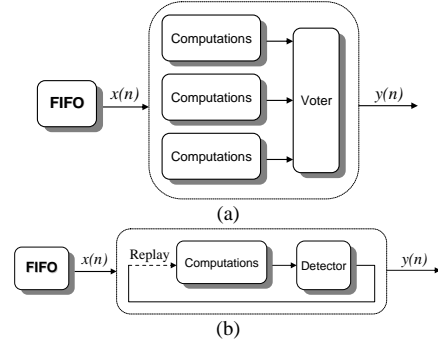 Computations
FIFO x(n) Computations Voter y(n)
Computations
(a)
FIFO x(n) Replay Computations Detector y(n)
(b)